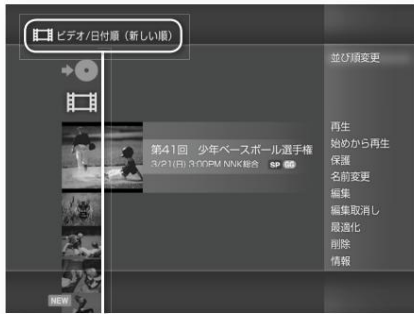 ビデオ/日付順（新しい順）
並び順変更
第41回　少年ベースボール選手権
3/21(日) 3:00PM NNK総合 SP GG
再生
始めから再生
保護
名前変更
編集
編集取消し
最適化
削除
情報
NEW